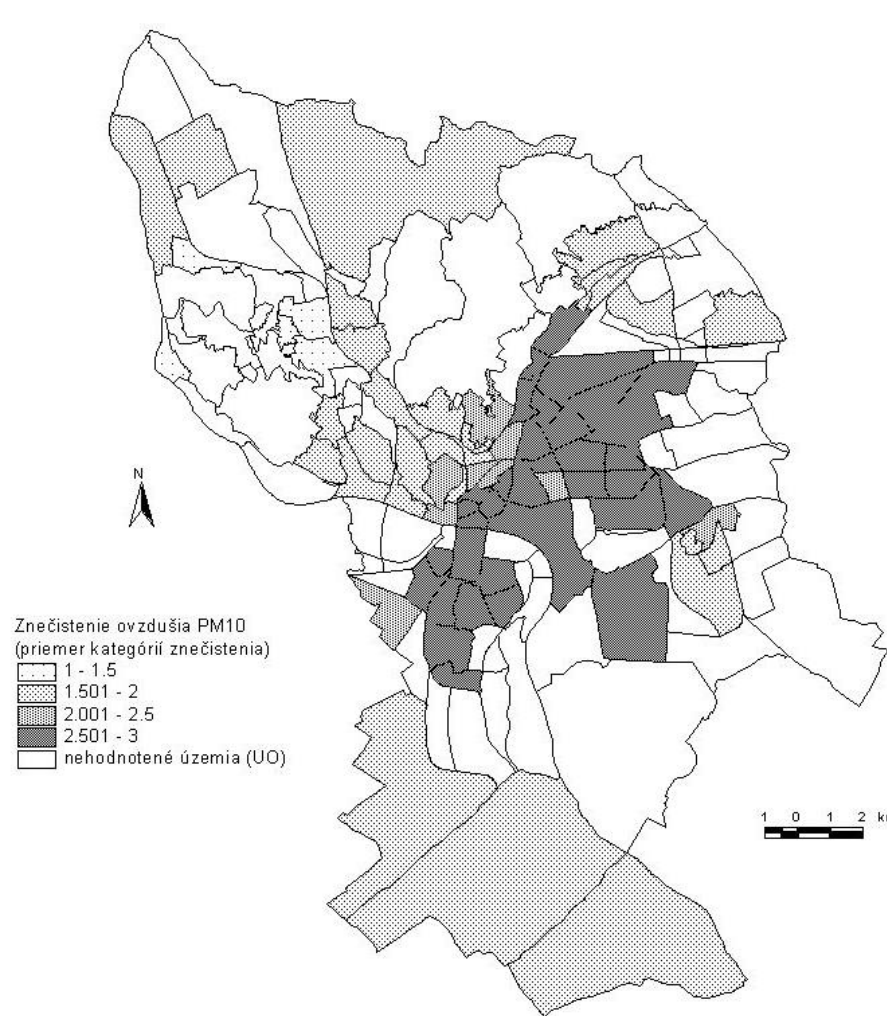 N
Znečistenie ovzdušia PM10
(priemer kategórií znečistenia)
1 - 1.5
1.501 - 2
2.001 - 2.5
2.501 - 3
nehodnotené územia (UO)
1 0 1 2